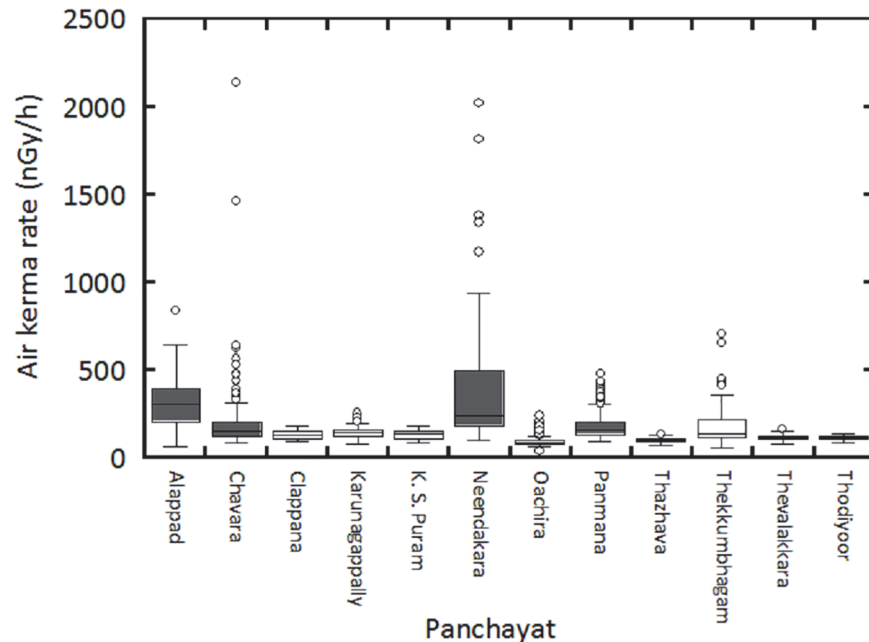 2500
2000
1500
1000
500
0
Air kerma rate (nGy/h)
Alappad
Chavara
Clappana
Karunagappally
K. S. Puram
Neendakara
Oachira
Panmana
Thazhava
Thekkumbhagam
Thevalakkara
Thodiyoor
Panchayat